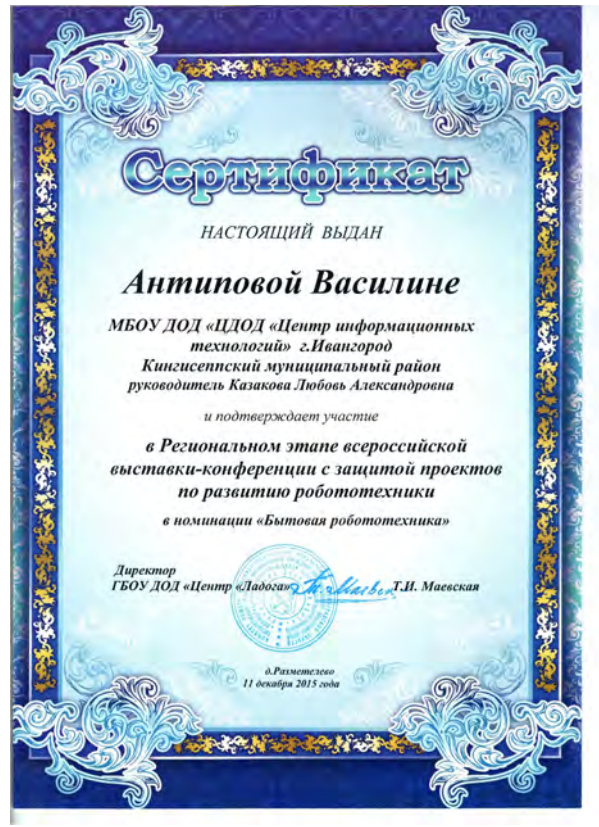 Сертификат
НАСТОЯЩИЙ ВЫДАН
Антиповой Василине
МБОУ ДОД «ЦДОД «Центр информационных
технологий» г.Ивангород
Кингисеппский муниципальный район
руководитель Казакова Любовь Александровна
и подтверждает участие
в Региональном этапе всероссийской
выставки-конференции с защитой проектов
по развитию робототехники
в номинации «Бытовая робототехника»
Директор
ГБОУ ДОД «Центр «Ладога» Т.И. Маевская
д.Разметелево
11 декабря 2015 года